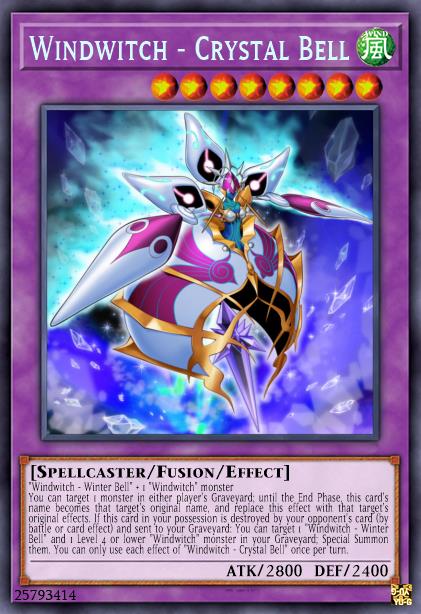 Windwitch - Crystal Bell
WIND
風
[Spellcaster/Fusion/Effect]
"Windwitch - Winter Bell" + 1 "Windwitch" monster
You can target 1 monster in either player's Graveyard; until the End Phase, this card's
name becomes that target's original name, and replace this effect with that target's
original effects. If this card in your possession is destroyed by your opponent's card (by
battle or card effect) and sent to your Graveyard: You can target 1 "Windwitch - Winter
Bell" and 1 Level 4 or lower "Windwitch" monster in your Graveyard; Special Summon
them. You can only use each effect of "Windwitch - Crystal Bell" once per turn.
ATK/2800 DEF/2400
25793414